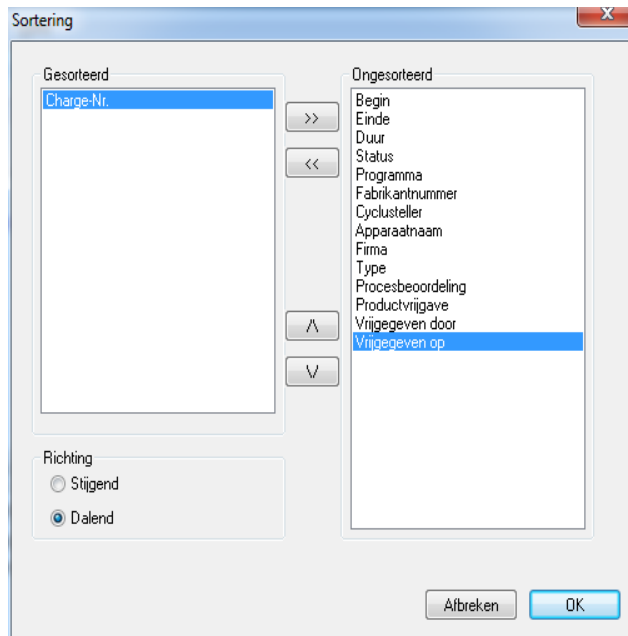 Sortering
X
Gesorteerd
Charge-Nr.
>>
<<
/\
\/
Ongesorteerd
Begin
Einde
Duur
Status
Programma
Fabrikantnummer
Cyclusteller
Apparaatnaam
Firma
Type
Procesbeoordeling
Productvrijgave
Vrijgegeven door
Vrijgegeven op
Richting
Stijgend
Dalend
Afbreken
OK